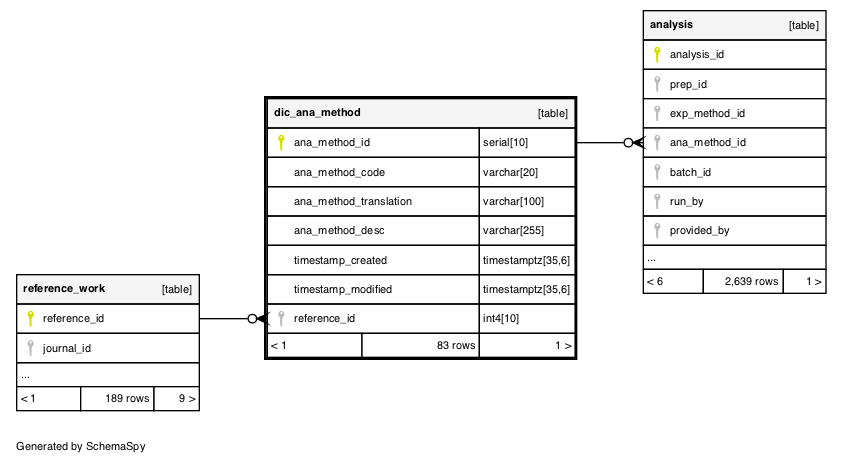 analysis [table]
analysis_id
prep_id
exp_method_id
ana_method_id
batch_id
run_by
provided_by
...
< 6 2,639 rows 1 >
dic_ana_method [table]
ana_method_id serial[10]
ana_method_code varchar[20]
ana_method_translation varchar[100]
ana_method_desc varchar[255]
timestamp_created timestamptz[35,6]
timestamp_modified timestamptz[35,6]
reference_id int4[10]
< 1 83 rows 1 >
reference_work [table]
reference_id
journal_id
...
< 1 189 rows 9 >
Generated by SchemaSpy